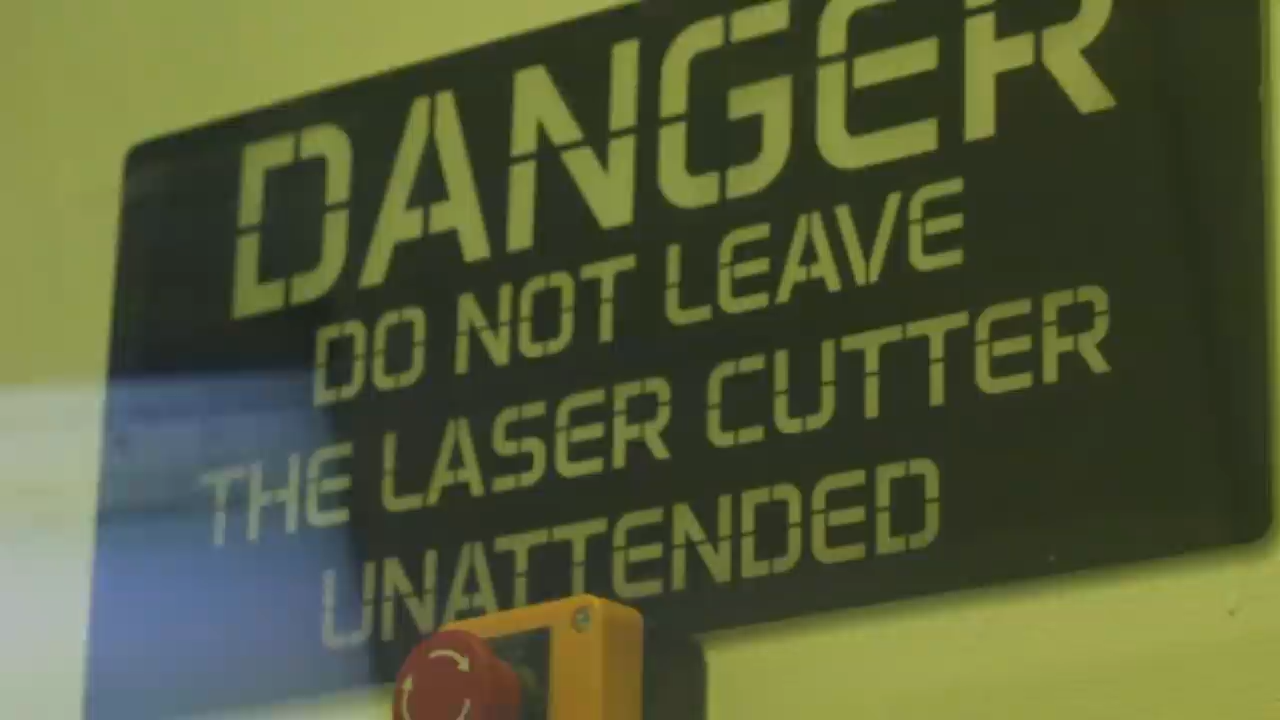 DANGER
DO NOT LEAVE
THE LASER CUTTER
UNATTENDED